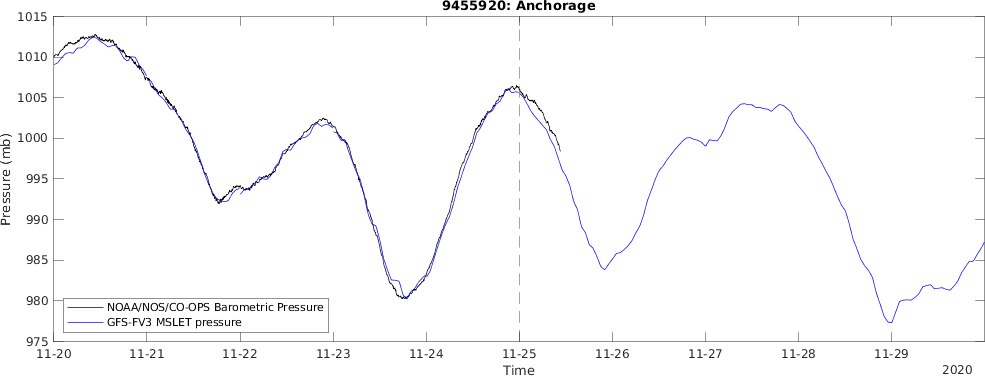 9455920: Anchorage
1015
1010
1005
1000
995
990
985
980
975
Pressure (mb)
NOAA/NOS/CO-OPS Barometric Pressure
GFS-FV3 MSLET pressure
11-20 11-21 11-22 11-23 11-24 11-25 11-26 11-27 11-28 11-29
Time
2020